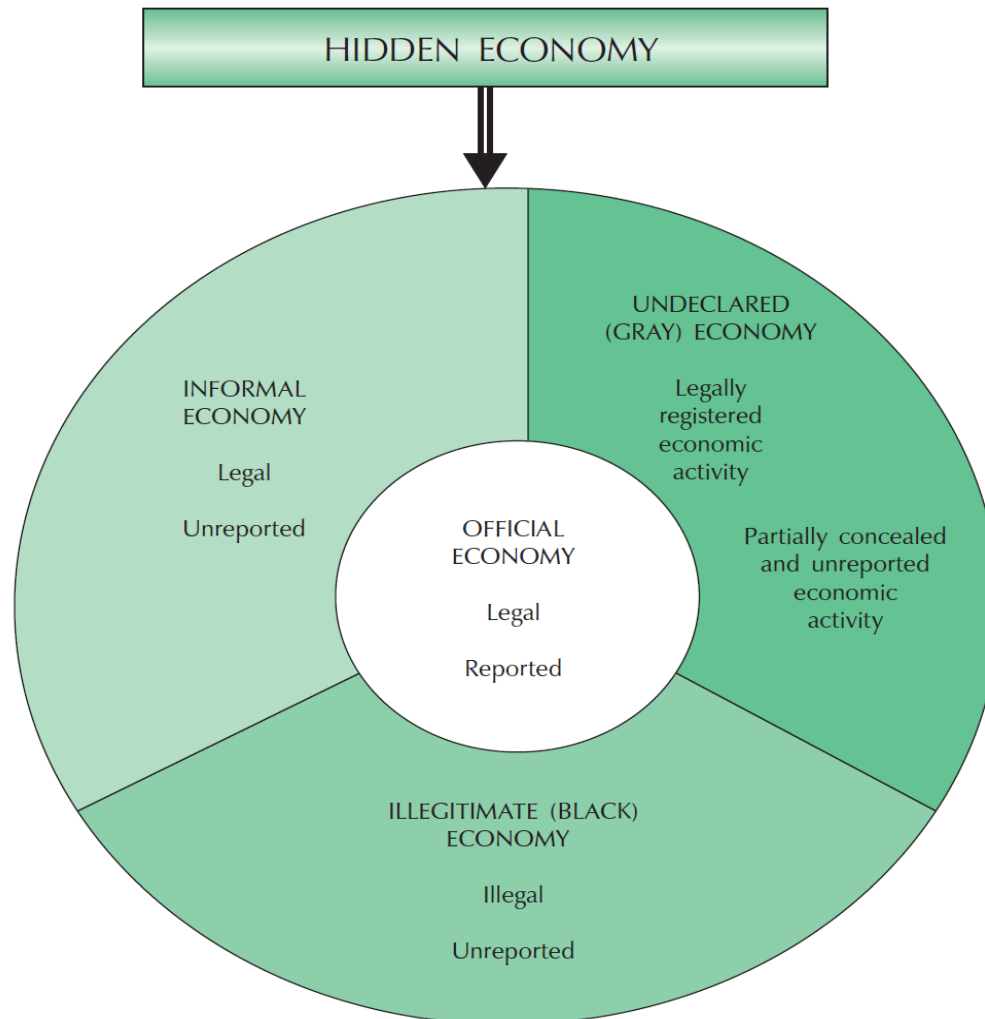 HIDDEN ECONOMY
UNDECLARED
(GRAY) ECONOMY
Legally
registered
economic
activity
Partially concealed
and unreported
economic
activity
INFORMAL
ECONOMY
Legal
Unreported
OFFICIAL
ECONOMY
Legal
Reported
ILLEGITIMATE (BLACK)
ECONOMY
Illegal
Unreported